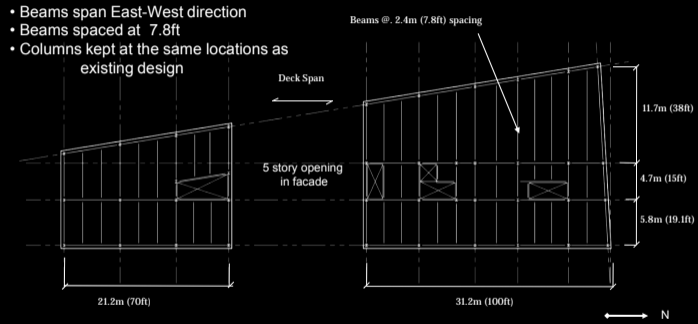 • Beams span East-West direction
• Beams spaced at 7.8ft
• Columns kept at the same locations as
existing design
Beams @. 2.4m (7.8ft) spacing
Deck Span
11.7m (38ft)
5 story opening
in facade
4.7m (15ft)
5.8m (19.1ft)
21.2m (70ft)
31.2m (100ft)
N